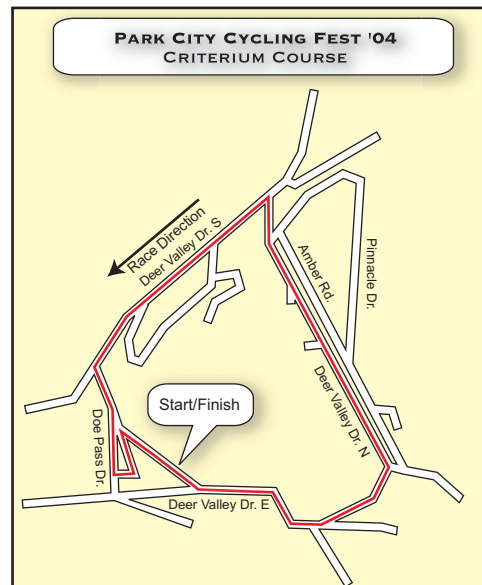 PARK CITY CYCLING FEST '04
CRITERIUM COURSE
Race Direction
Deer Valley Dr. S
Amber Rd.
Pinnacle Dr.
Deer Valley Dr. N
Start/Finish
Doe Pass Dr.
Deer Valley Dr. E